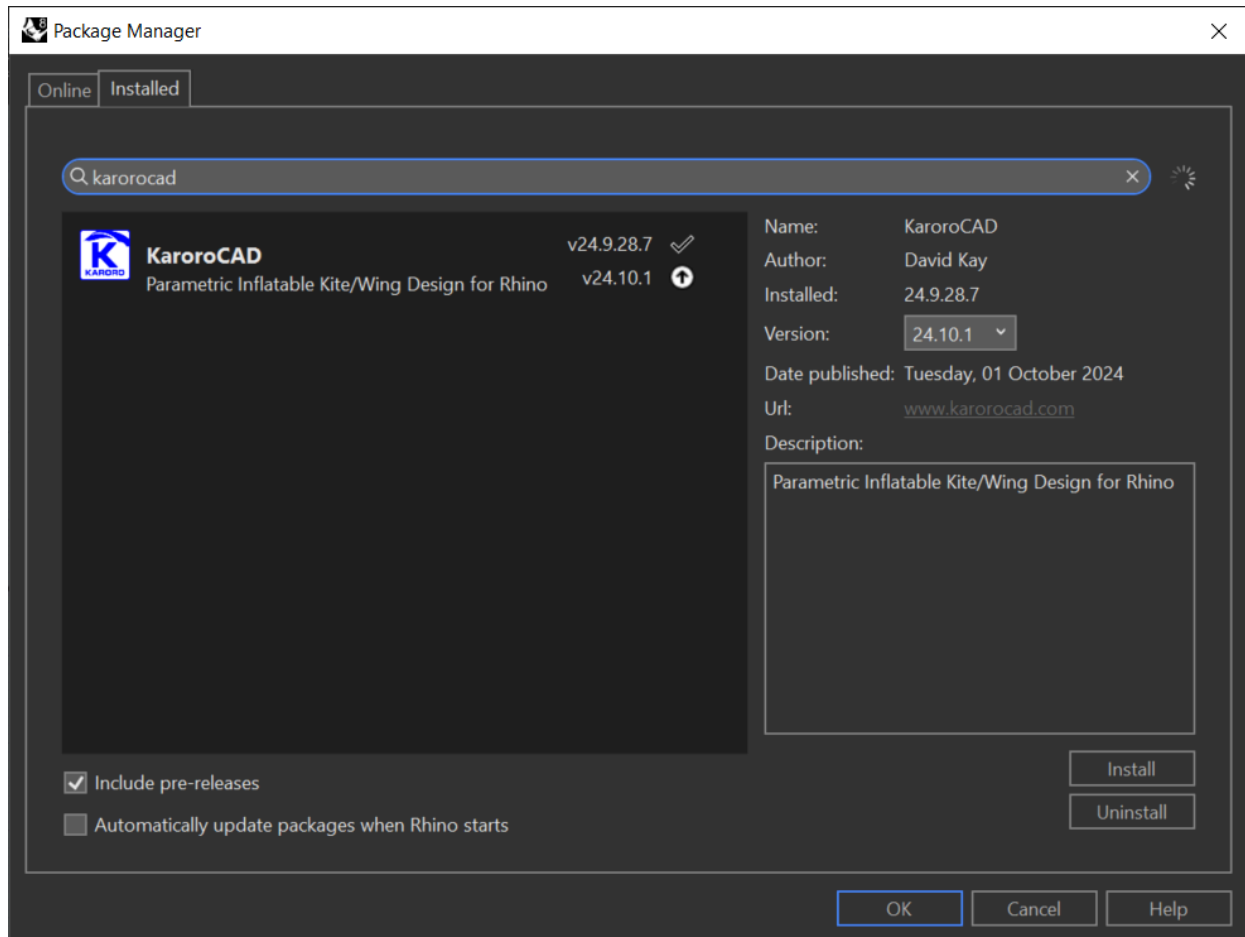 Package Manager
Online
Installed
karorocad
KARORO
KaroroCAD
Parametric Inflatable Kite/Wing Design for Rhino
v24.9.28.7
v24.10.1
Name: KaroroCAD
Author: David Kay
Installed: 24.9.28.7
Version: 24.10.1
Date published: Tuesday, 01 October 2024
Url: www.karorocad.com
Description:
Parametric Inflatable Kite/Wing Design for Rhino
Include pre-releases
Automatically update packages when Rhino starts
Install
Uninstall
OK
Cancel
Help